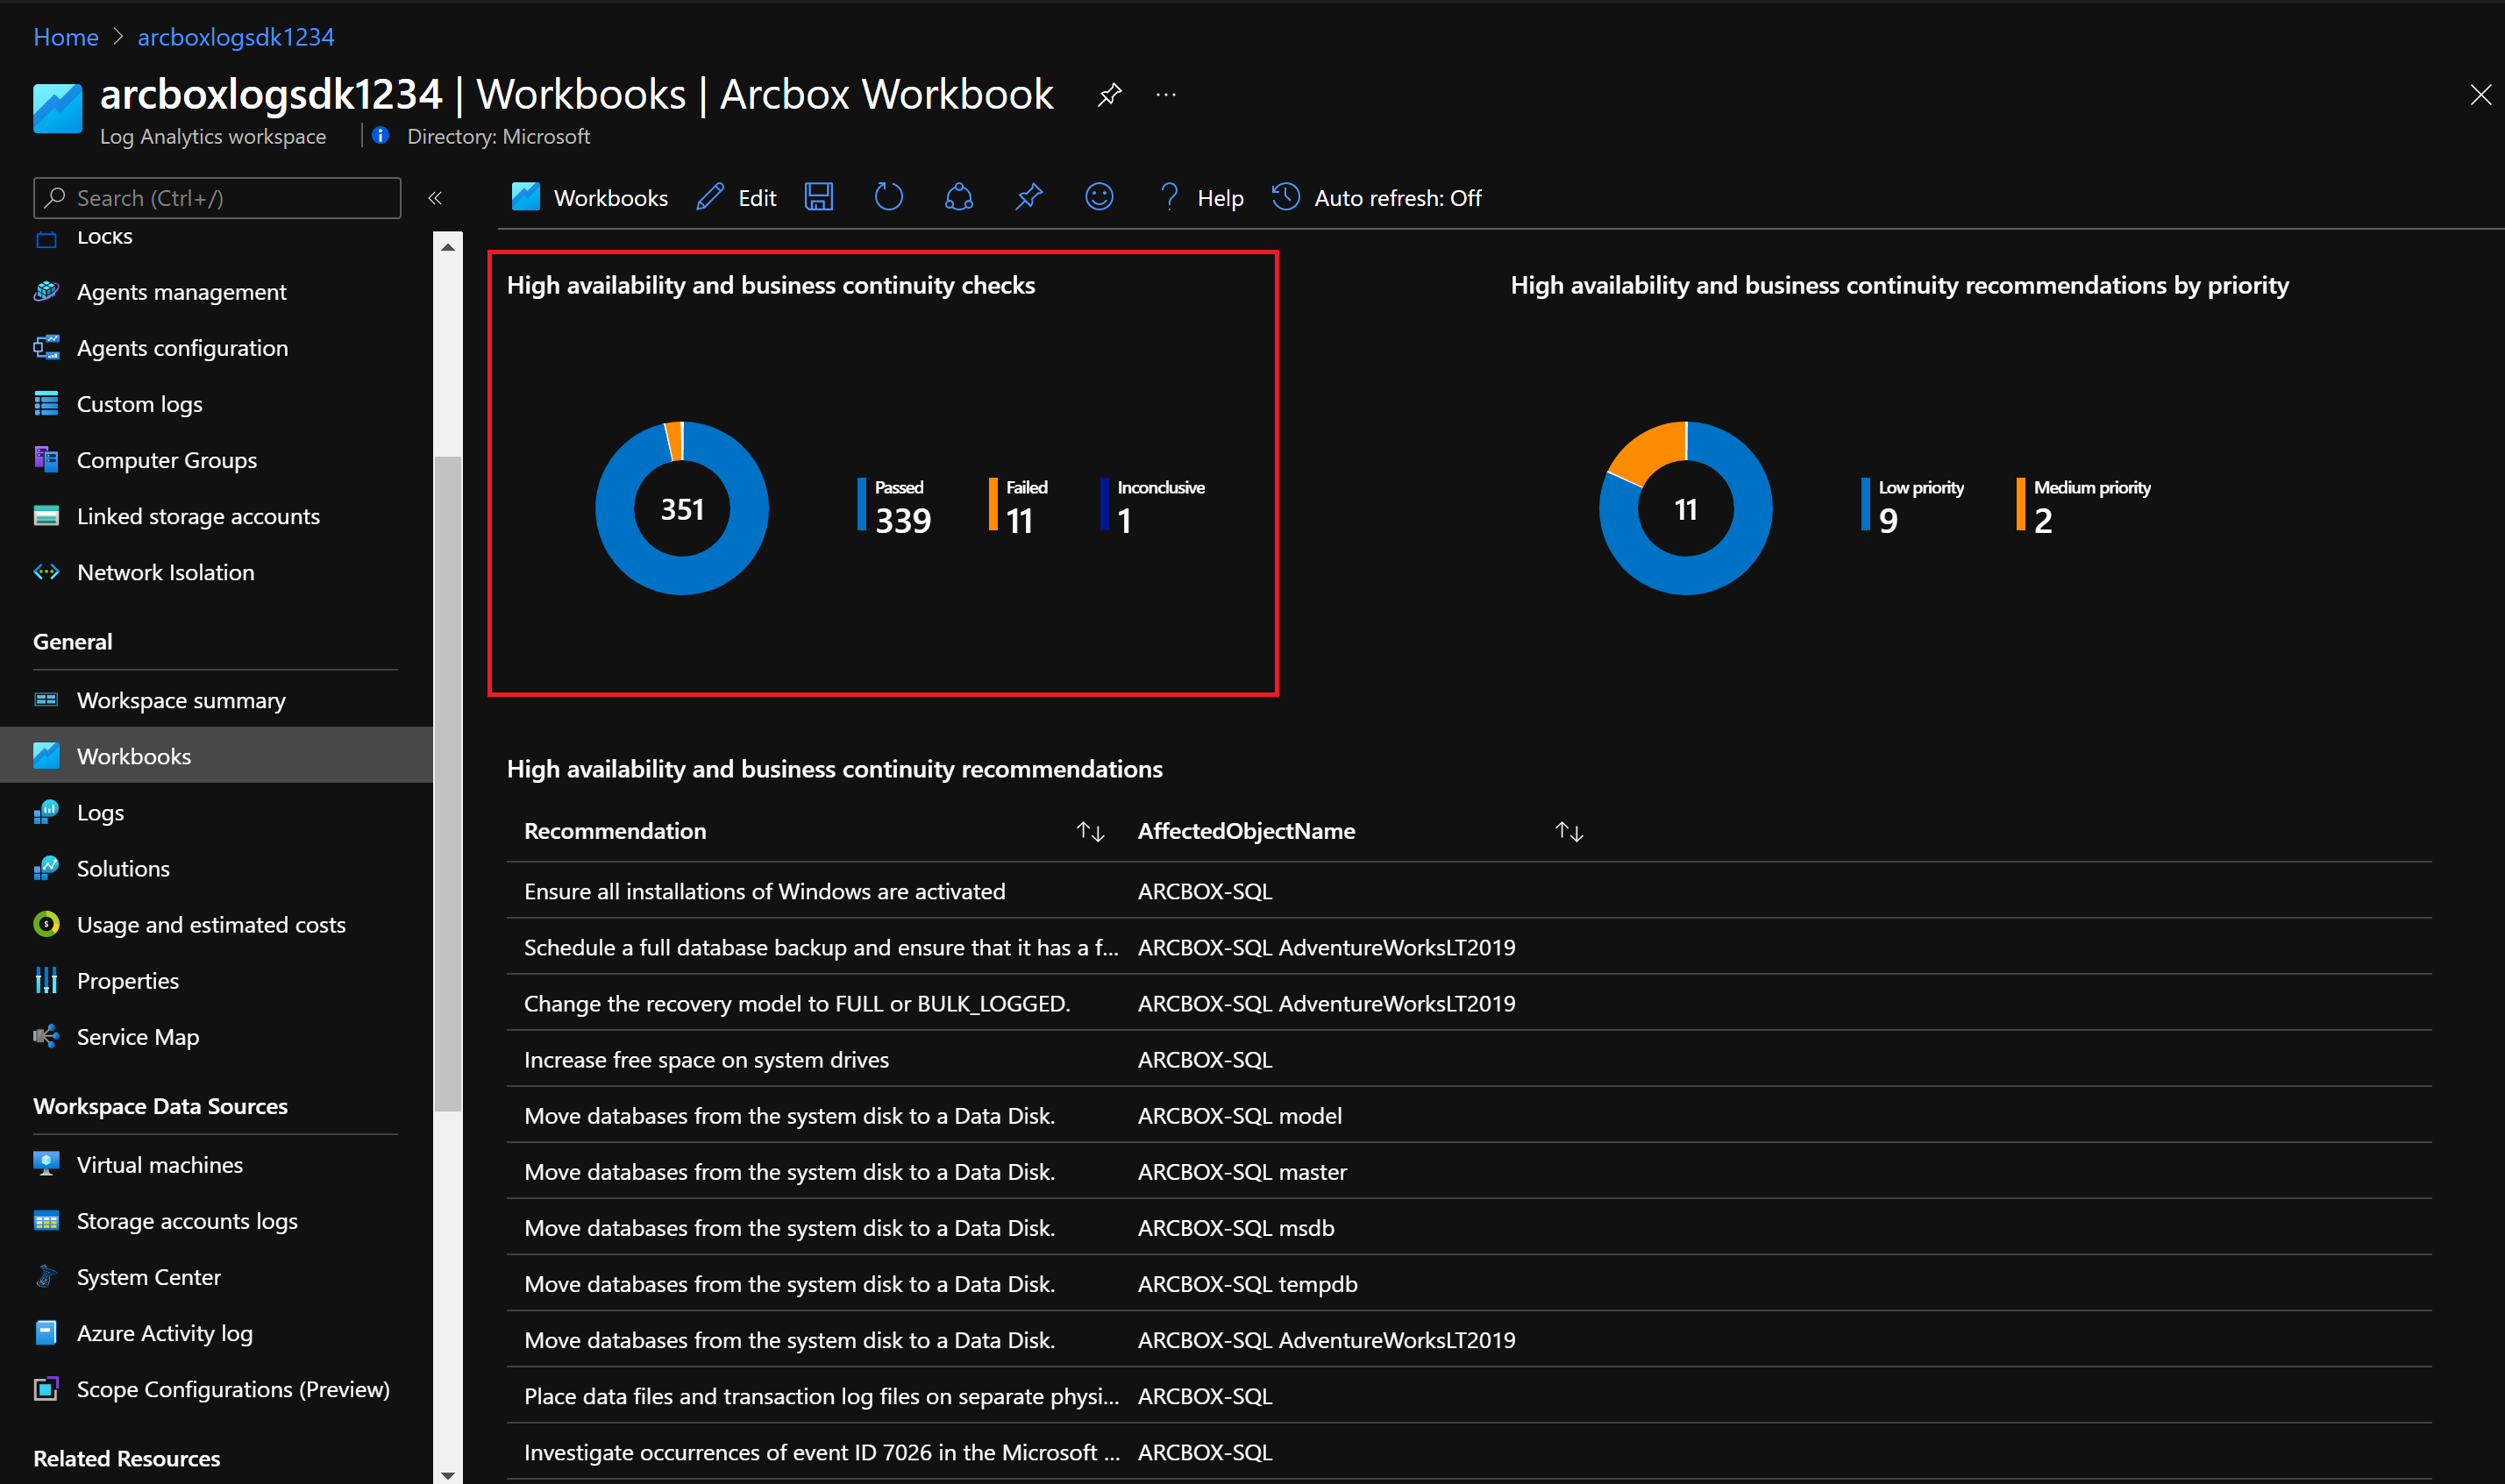 Home > arcboxlogsdk1234
arcboxlogsdk1234 | Workbooks | Arcbox Workbook
Log Analytics workspace
Directory: Microsoft
Search (Ctrl+/)
Locks
Agents management
Agents configuration
Custom logs
Computer Groups
Linked storage accounts
Network Isolation
General
Workspace summary
Workbooks
Logs
Solutions
Usage and estimated costs
Properties
Service Map
Workspace Data Sources
Virtual machines
Storage accounts logs
System Center
Azure Activity log
Scope Configurations (Preview)
Related Resources
Workbooks Edit Help Auto refresh: Off
High availability and business continuity checks
351
Passed
339
Failed
11
Inconclusive
1
High availability and business continuity recommendations by priority
11
Low priority
9
Medium priority
2
High availability and business continuity recommendations
Recommendation AffectedObjectName
Ensure all installations of Windows are activated ARCBOX-SQL
Schedule a full database backup and ensure that it has a f... ARCBOX-SQL AdventureWorksLT2019
Change the recovery model to FULL or BULK_LOGGED. ARCBOX-SQL AdventureWorksLT2019
Increase free space on system drives ARCBOX-SQL
Move databases from the system disk to a Data Disk. ARCBOX-SQL model
Move databases from the system disk to a Data Disk. ARCBOX-SQL master
Move databases from the system disk to a Data Disk. ARCBOX-SQL msdb
Move databases from the system disk to a Data Disk. ARCBOX-SQL tempdb
Move databases from the system disk to a Data Disk. ARCBOX-SQL AdventureWorksLT2019
Place data files and transaction log files on separate physi... ARCBOX-SQL
Investigate occurrences of event ID 7026 in the Microsoft ... ARCBOX-SQL